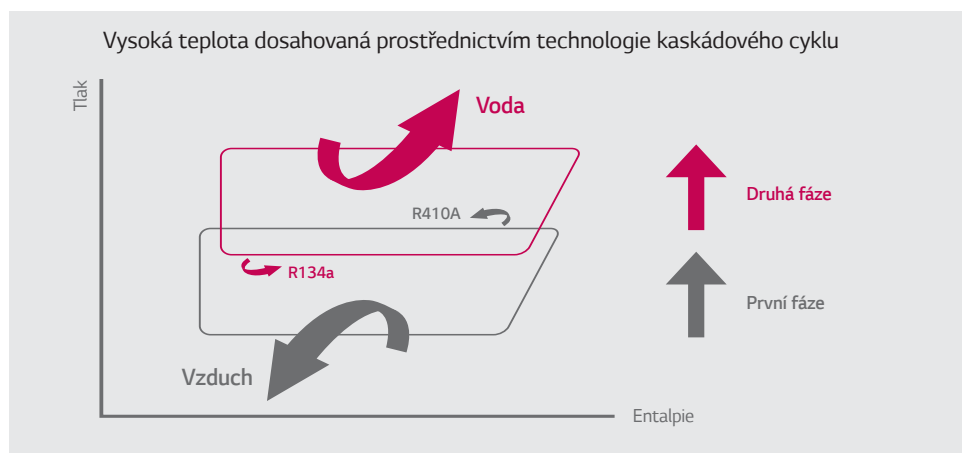 Vysoká teplota dosahovaná prostřednictvím technologie kaskádového cyklu
Tlak
Voda
R410A
Druhá fáze
R134a
První fáze
Vzduch
Entalpie